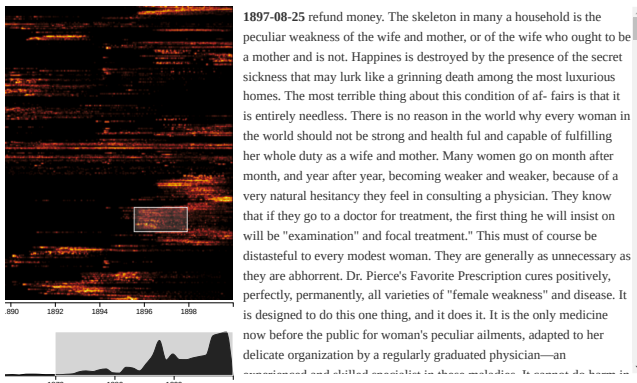 1897-08-25 refund money. The skeleton in many a household is the
peculiar weakness of the wife and mother, or of the wife who ought to be
a mother and is not. Happines is destroyed by the presence of the secret
sickness that may lurk like a grinning death among the most luxurious
homes. The most terrible thing about this condition of af- fairs is that it
is entirely needless. There is no reason in the world why every woman in
the world should not be strong and health ful and capable of fulfilling
her whole duty as a wife and mother. Many women go on month after
month, and year after year, becoming weaker and weaker, because of a
very natural hesitancy they feel in consulting a physician. They know
that if they go to a doctor for treatment, the first thing he will insist on
will be "examination" and focal treatment." This must of course be
distasteful to every modest woman. They are generally as unnecessary as
they are abhorrent. Dr. Pierce's Favorite Prescription cures positively,
perfectly, permanently, all varieties of "female weakness" and disease. It
is designed to do this one thing, and it does it. It is the only medicine
now before the public for woman's peculiar ailments, adapted to her
delicate organization by a regularly graduated physician—an
890 1892 1894 1896 1898